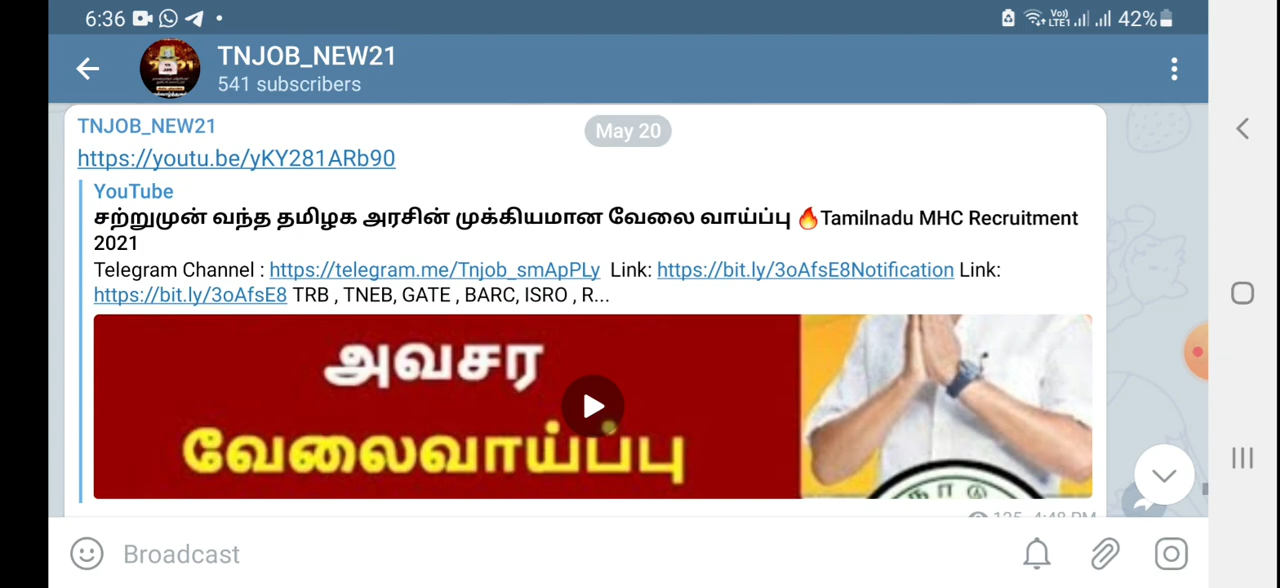 6:36
Vo)) LTE1 42%
TNJOB_NEW21
541 subscribers
TNJOB_NEW21
May 20
https://youtu.be/yKY281ARb90
YouTube
சற்றுமுன் வந்த தமிழக அரசின் முக்கியமான வேலை வாய்ப்பு 🔥Tamilnadu MHC Recruitment
2021
Telegram Channel : https://telegram.me/Tnjob_smApPLy Link: https://bit.ly/3oAfsE8Notification Link:
https://bit.ly/3oAfsE8 TRB , TNEB, GATE , BARC, ISRO , R...
அவசர
வேலைவாய்ப்பு
Broadcast